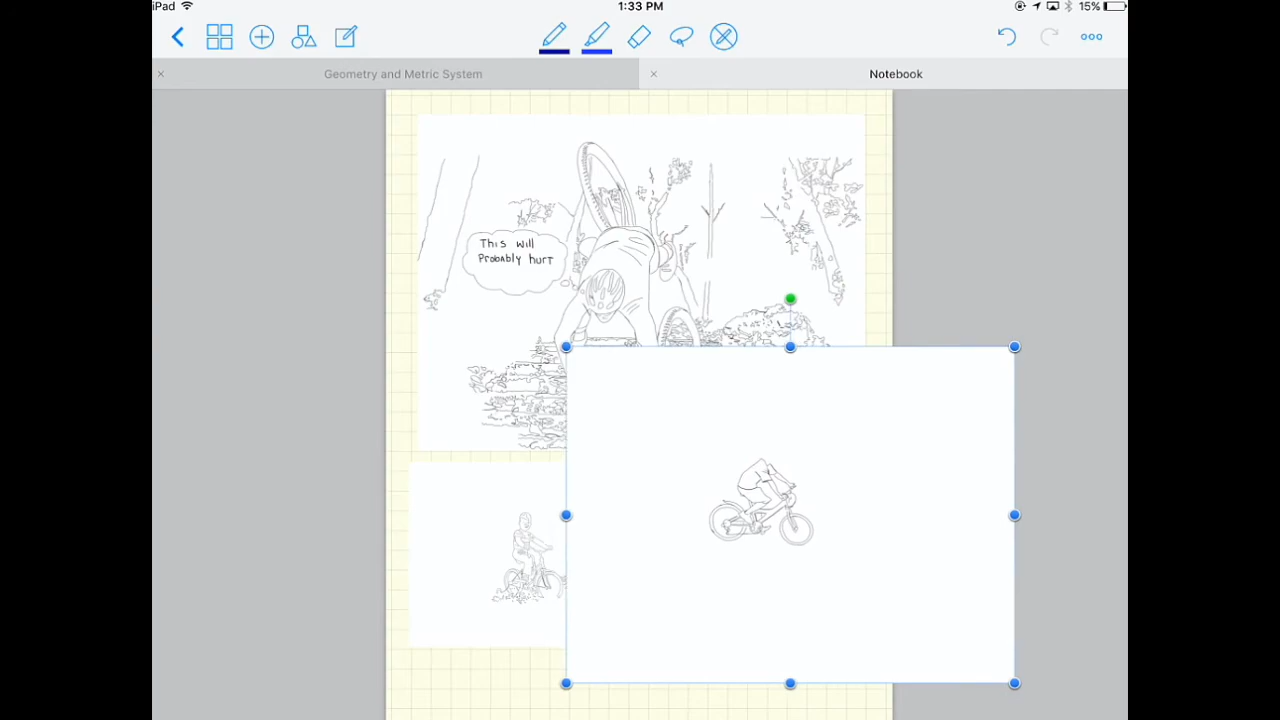 iPad 1:33 PM 15%
Geometry and Metric System Notebook
This will
Probably hurt